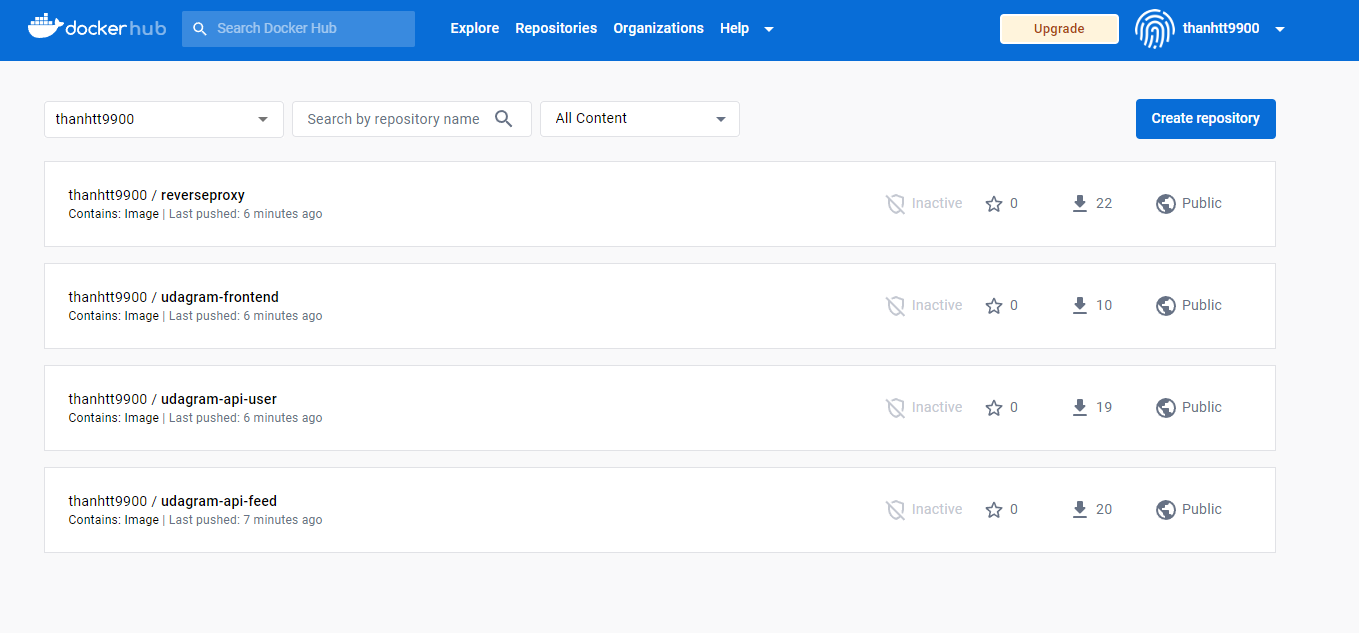 dockerhub Search Docker Hub Explore Repositories Organizations Help Upgrade thanhtt9900
thanhtt9900 Search by repository name All Content Create repository
thanhtt9900 / reverseproxy
Contains: Image | Last pushed: 6 minutes ago
Inactive 0 22 Public
thanhtt9900 / udagram-frontend
Contains: Image | Last pushed: 6 minutes ago
Inactive 0 10 Public
thanhtt9900 / udagram-api-user
Contains: Image | Last pushed: 6 minutes ago
Inactive 0 19 Public
thanhtt9900 / udagram-api-feed
Contains: Image | Last pushed: 7 minutes ago
Inactive 0 20 Public